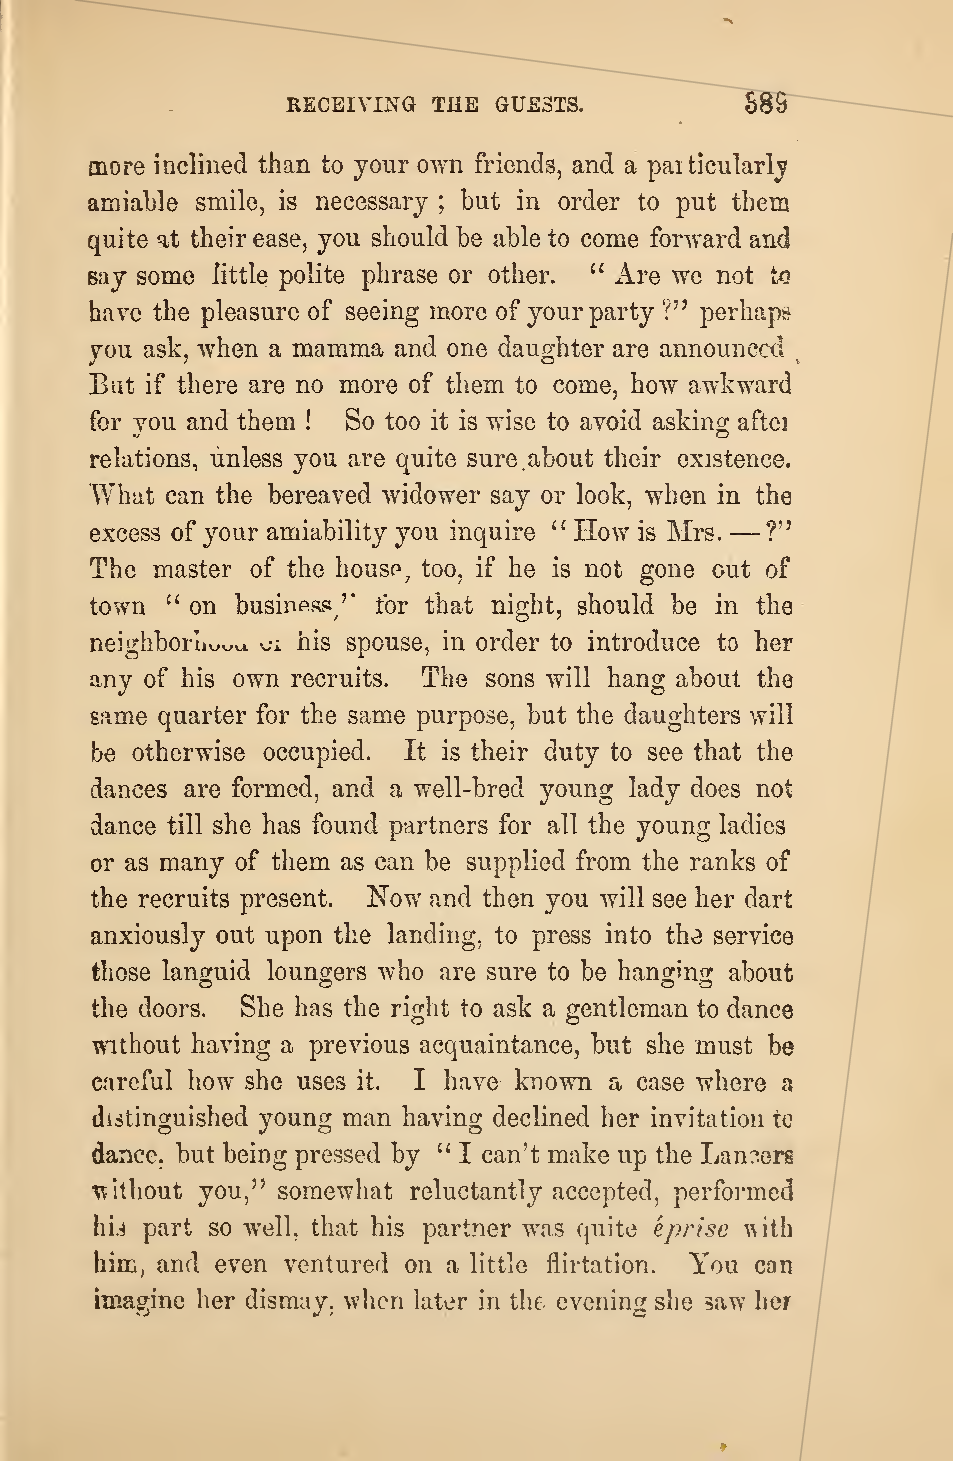 RECEIVING THE GUESTS. 389
more inclined than to your own friends, and a particularly
amiable smile, is necessary ; but in order to put them
quite at their ease, you should be able to come forward and
say some little polite phrase or other. “ Are we not to
have the pleasure of seeing more of your party ?” perhaps
you ask, when a mamma and one daughter are announced
But if there are no more of them to come, how awkward
for you and them ! So too it is wise to avoid asking after
relations, unless you are quite sure about their existence.
What can the bereaved widower say or look, when in the
excess of your amiability you inquire “ How is Mrs. — ?”
The master of the house, too, if he is not gone out of
town “ on business,” for that night, should be in the
neighborhood of his spouse, in order to introduce to her
any of his own recruits. The sons will hang about the
same quarter for the same purpose, but the daughters will
be otherwise occupied. It is their duty to see that the
dances are formed, and a well-bred young lady does not
dance till she has found partners for all the young ladies
or as many of them as can be supplied from the ranks of
the recruits present. Now and then you will see her dart
anxiously out upon the landing, to press into the service
those languid loungers who are sure to be hanging about
the doors. She has the right to ask a gentleman to dance
without having a previous acquaintance, but she must be
careful how she uses it. I have known a case where a
distinguished young man having declined her invitation to
dance, but being pressed by “ I can’t make up the Lancers
without you,” somewhat reluctantly accepted, performed
his part so well, that his partner was quite éprise with
him, and even ventured on a little flirtation. You can
imagine her dismay, when later in the evening she saw her